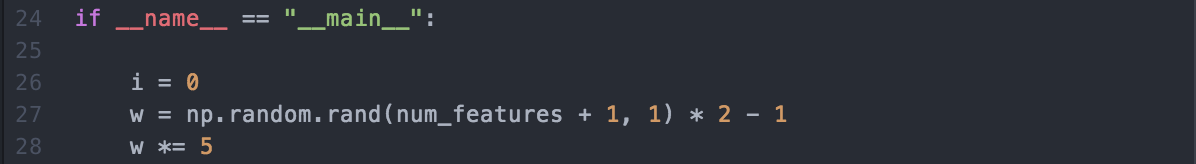 24 if __name__ == "__main__":
25
26     i = 0
27     w = np.random.rand(num_features + 1, 1) * 2 - 1
28     w *= 5